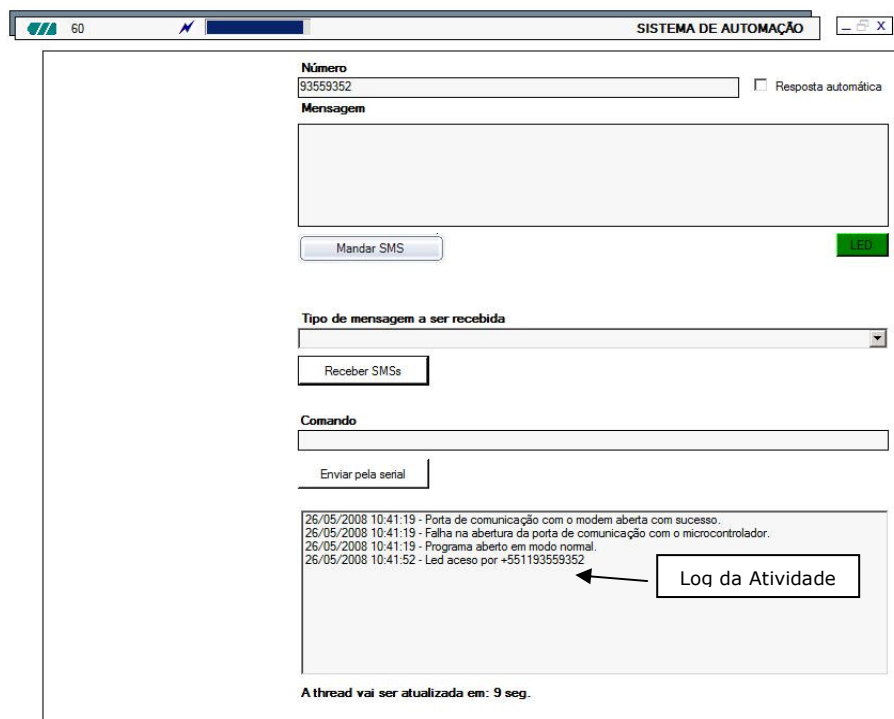 60
SISTEMA DE AUTOMAÇÃO
X
Número
93559352
Resposta automática
Mensagem
Mandar SMS
LED
Tipo de mensagem a ser recebida
Receber SMSs
Comando
Enviar pela serial
26/05/2008 10:41:19 - Porta de comunicação com o modem aberta com sucesso.
26/05/2008 10:41:19 - Falha na abertura da porta de comunicação com o microcontrolador.
26/05/2008 10:41:19 - Programa aberto em modo normal.
26/05/2008 10:41:52 - Led aceso por +551193559352
Log da Atividade
A thread vai ser atualizada em: 9 seg.